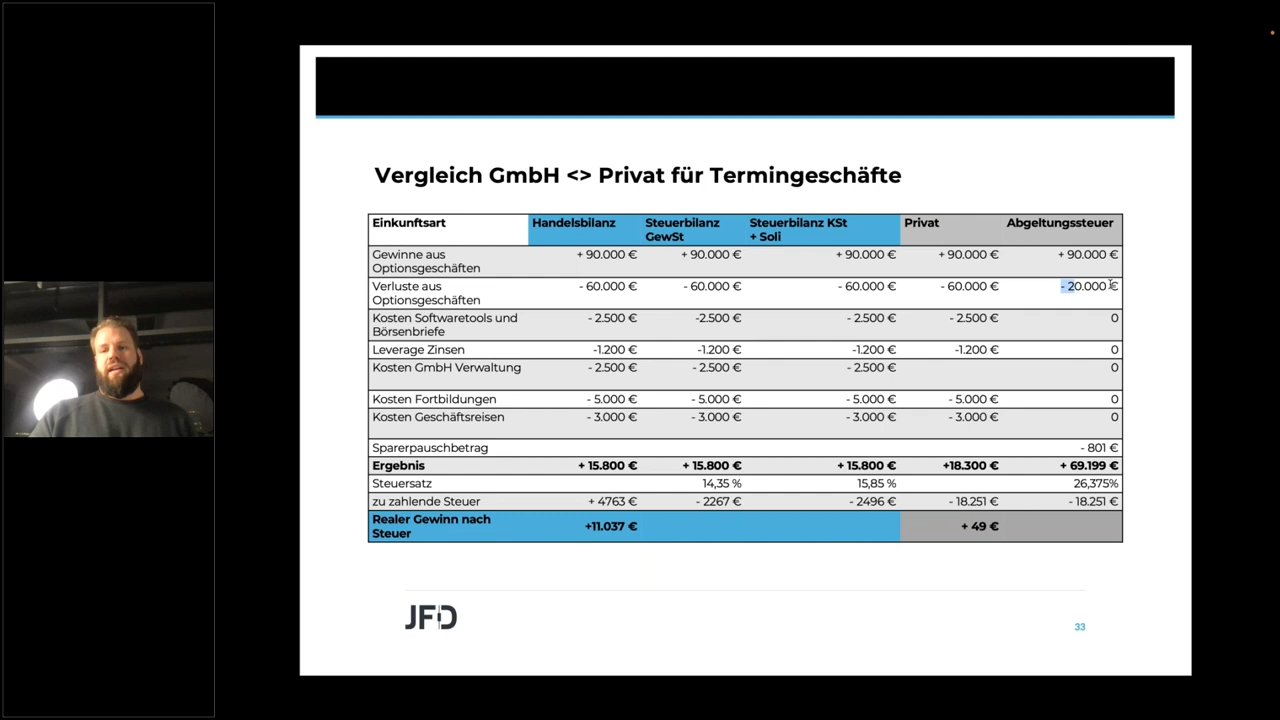 Vergleich GmbH <> Privat für Termingeschäfte
Einkunftsart Handelsbilanz Steuerbilanz GewSt Steuerbilanz KSt + Soli Privat Abgeltungssteuer
Gewinne aus Optionsgeschäften + 90.000 € + 90.000 € + 90.000 € + 90.000 € + 90.000 €
Verluste aus Optionsgeschäften - 60.000 € - 60.000 € - 60.000 € - 60.000 € - 20.000 €
Kosten Softwaretools und Börsenbriefe - 2.500 € -2.500 € - 2.500 € - 2.500 € 0
Leverage Zinsen -1.200 € -1.200 € -1.200 € -1.200 € 0
Kosten GmbH Verwaltung - 2.500 € - 2.500 € - 2.500 € 0
Kosten Fortbildungen - 5.000 € - 5.000 € - 5.000 € - 5.000 € 0
Kosten Geschäftsreisen - 3.000 € - 3.000 € - 3.000 € - 3.000 € 0
Sparerpauschbetrag - 801 €
Ergebnis + 15.800 € + 15.800 € + 15.800 € +18.300 € + 69.199 €
Steuersatz 14,35 % 15,85 % 26,375%
zu zahlende Steuer + 4763 € - 2267 € - 2496 € - 18.251 € - 18.251 €
Realer Gewinn nach Steuer +11.037 € + 49 €
JFD
33